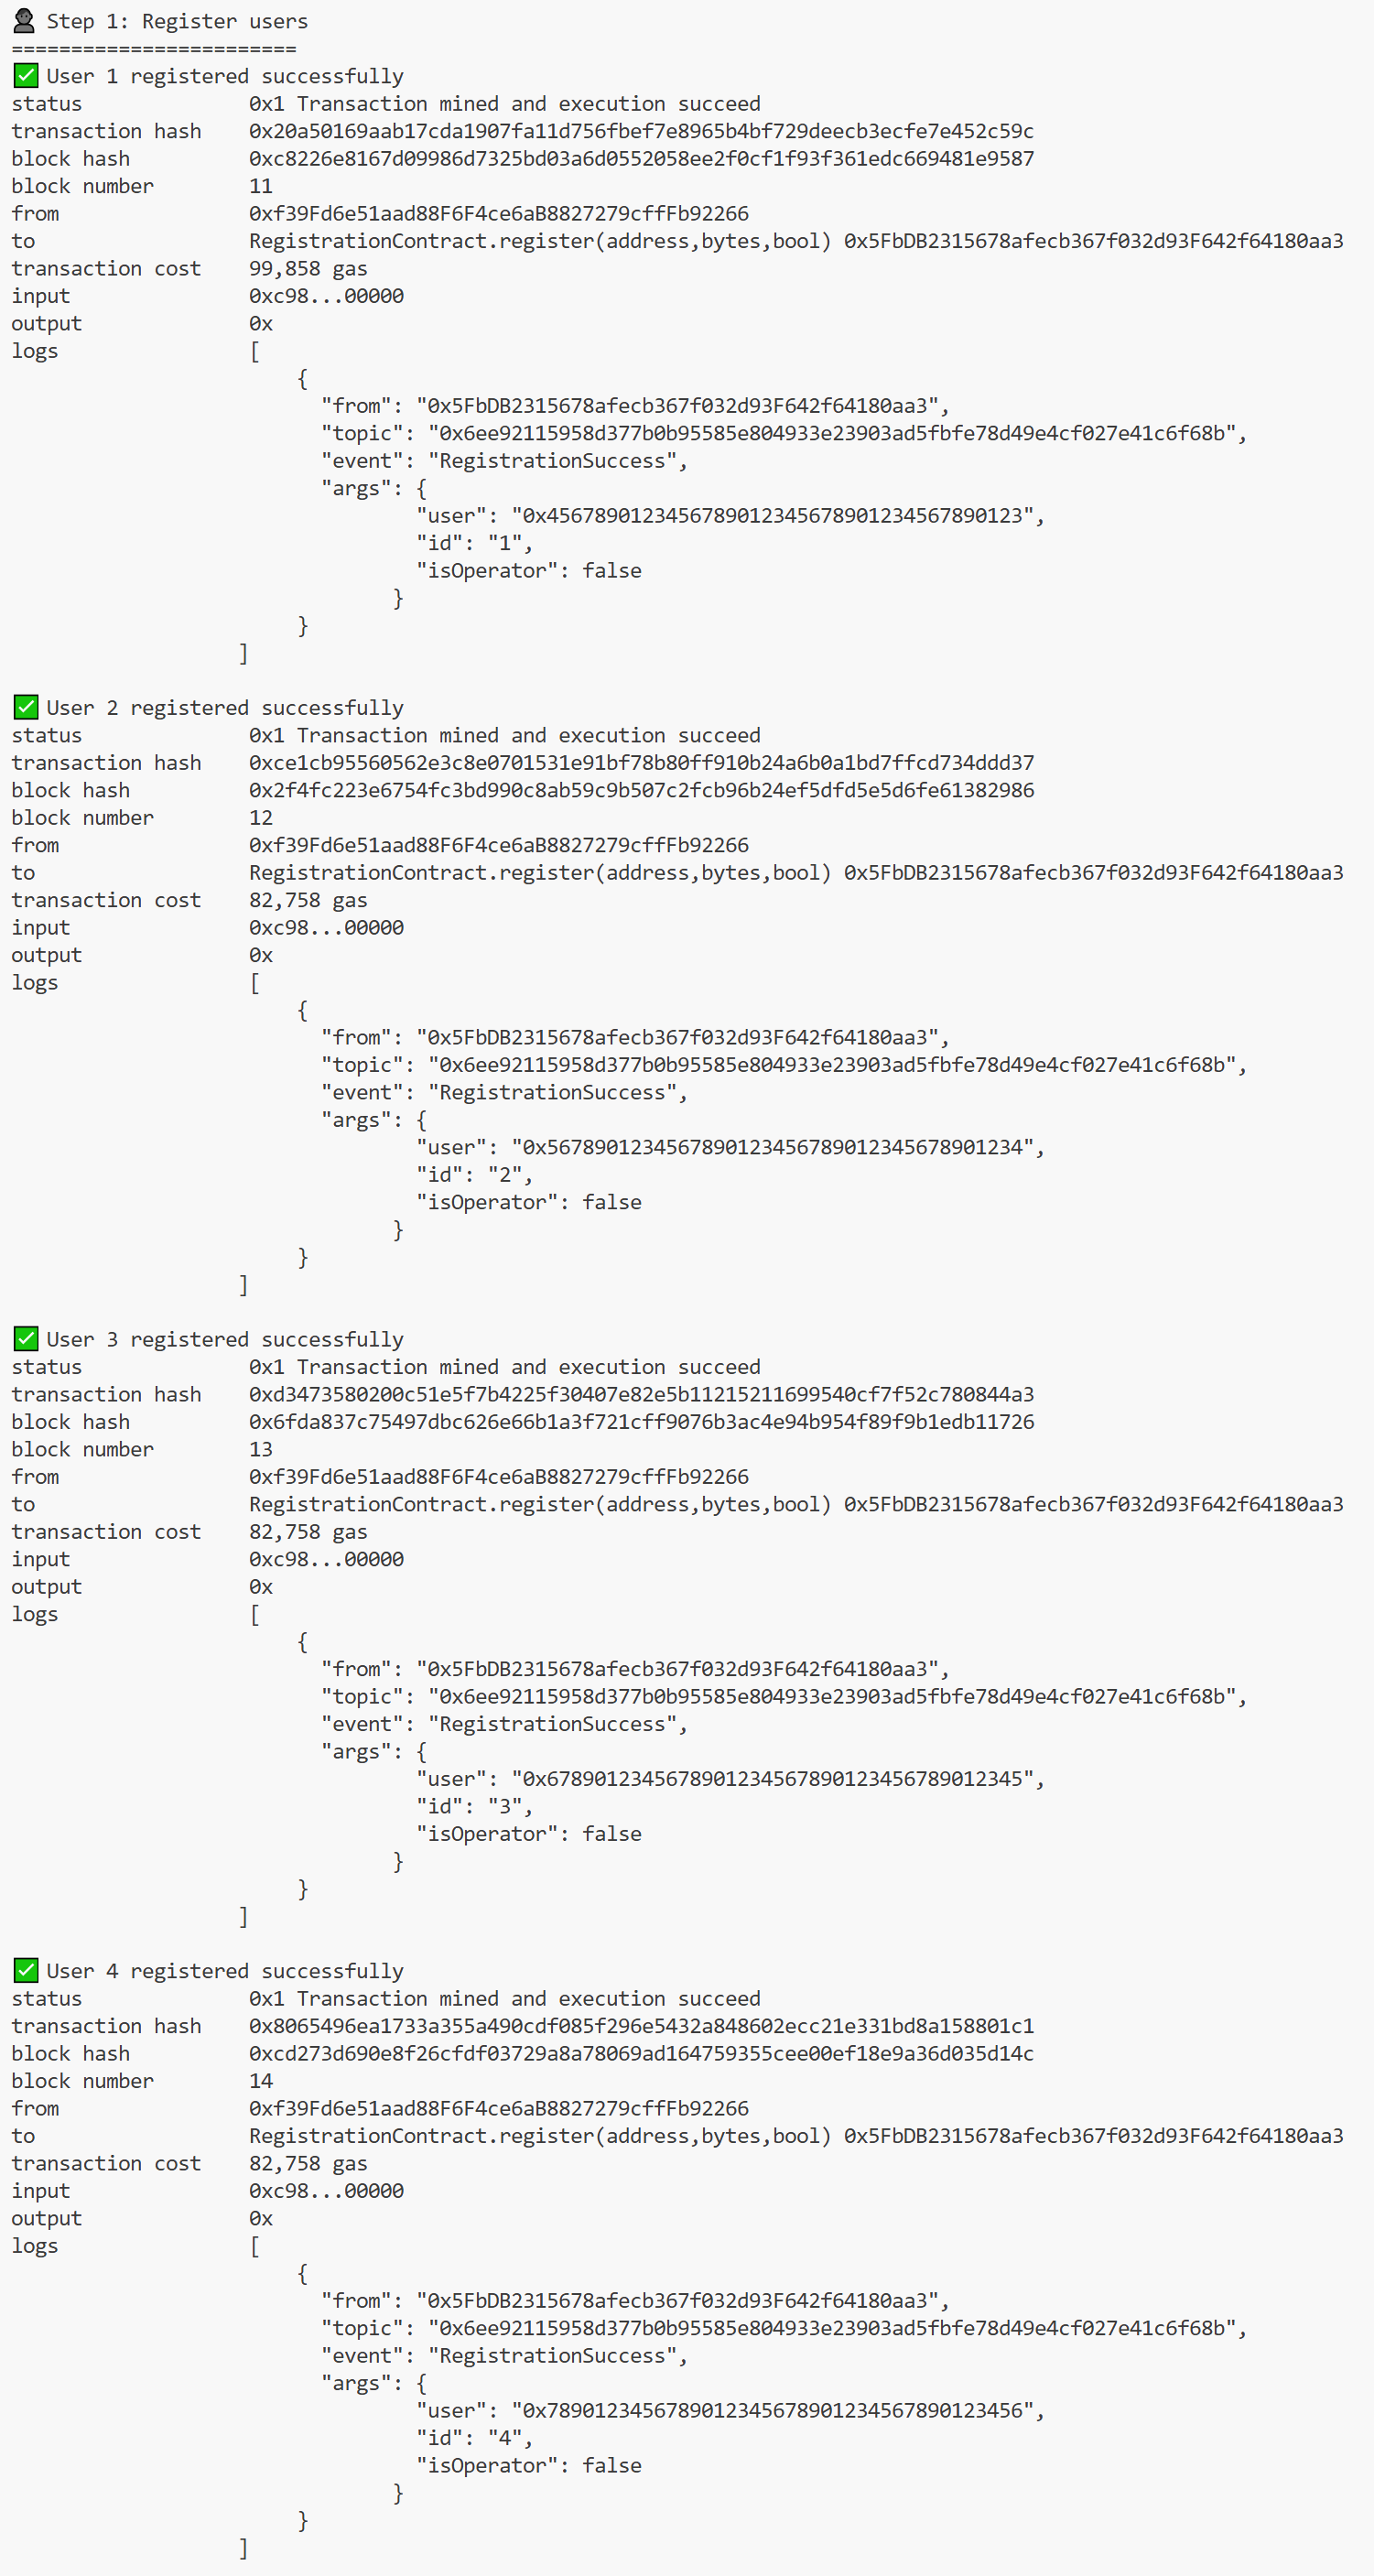 👤 Step 1: Register users
========================
✅ User 1 registered successfully
status              0x1 Transaction mined and execution succeed
transaction hash    0x20a50169aab17cda1907fa11d756fbef7e8965b4bf729deecb3ecfe7e452c59c
block hash          0xc8226e8167d09986d7325bd03a6d0552058ee2f0cf1f93f361edc669481e9587
block number        11
from                0xf39Fd6e51aad88F6F4ce6aB8827279cffFb92266
to                  RegistrationContract.register(address,bytes,bool) 0x5FbDB2315678afecb367f032d93F642f64180aa3
transaction cost    99,858 gas
input               0xc98...00000
output              0x
logs                [
                        {
                          "from": "0x5FbDB2315678afecb367f032d93F642f64180aa3",
                          "topic": "0x6ee92115958d377b0b95585e804933e23903ad5fbfe78d49e4cf027e41c6f68b",
                          "event": "RegistrationSuccess",
                          "args": {
                                  "user": "0x4567890123456789012345678901234567890123",
                                  "id": "1",
                                  "isOperator": false
                                }
                        }
                   ]
✅ User 2 registered successfully
status              0x1 Transaction mined and execution succeed
transaction hash    0xce1cb95560562e3c8e0701531e91bf78b80ff910b24a6b0a1bd7ffcd734ddd37
block hash          0x2f4fc223e6754fc3bd990c8ab59c9b507c2fcb96b24ef5dfd5e5d6fe61382986
block number        12
from                0xf39Fd6e51aad88F6F4ce6aB8827279cffFb92266
to                  RegistrationContract.register(address,bytes,bool) 0x5FbDB2315678afecb367f032d93F642f64180aa3
transaction cost    82,758 gas
input               0xc98...00000
output              0x
logs                [
                        {
                          "from": "0x5FbDB2315678afecb367f032d93F642f64180aa3",
                          "topic": "0x6ee92115958d377b0b95585e804933e23903ad5fbfe78d49e4cf027e41c6f68b",
                          "event": "RegistrationSuccess",
                          "args": {
                                  "user": "0x5678901234567890123456789012345678901234",
                                  "id": "2",
                                  "isOperator": false
                                }
                        }
                   ]
✅ User 3 registered successfully
status              0x1 Transaction mined and execution succeed
transaction hash    0xd3473580200c51e5f7b4225f30407e82e5b11215211699540cf7f52c780844a3
block hash          0x6fda837c75497dbc626e66b1a3f721cff9076b3ac4e94b954f89f9b1edb11726
block number        13
from                0xf39Fd6e51aad88F6F4ce6aB8827279cffFb92266
to                  RegistrationContract.register(address,bytes,bool) 0x5FbDB2315678afecb367f032d93F642f64180aa3
transaction cost    82,758 gas
input               0xc98...00000
output              0x
logs                [
                        {
                          "from": "0x5FbDB2315678afecb367f032d93F642f64180aa3",
                          "topic": "0x6ee92115958d377b0b95585e804933e23903ad5fbfe78d49e4cf027e41c6f68b",
                          "event": "RegistrationSuccess",
                          "args": {
                                  "user": "0x6789012345678901234567890123456789012345",
                                  "id": "3",
                                  "isOperator": false
                                }
                        }
                   ]
✅ User 4 registered successfully
status              0x1 Transaction mined and execution succeed
transaction hash    0x8065496ea1733a355a490cdf085f296e5432a848602ecc21e331bd8a158801c1
block hash          0xcd273d690e8f26cfdf03729a8a78069ad164759355cee00ef18e9a36d035d14c
block number        14
from                0xf39Fd6e51aad88F6F4ce6aB8827279cffFb92266
to                  RegistrationContract.register(address,bytes,bool) 0x5FbDB2315678afecb367f032d93F642f64180aa3
transaction cost    82,758 gas
input               0xc98...00000
output              0x
logs                [
                        {
                          "from": "0x5FbDB2315678afecb367f032d93F642f64180aa3",
                          "topic": "0x6ee92115958d377b0b95585e804933e23903ad5fbfe78d49e4cf027e41c6f68b",
                          "event": "RegistrationSuccess",
                          "args": {
                                  "user": "0x7890123456789012345678901234567890123456",
                                  "id": "4",
                                  "isOperator": false
                                }
                        }
                   ]